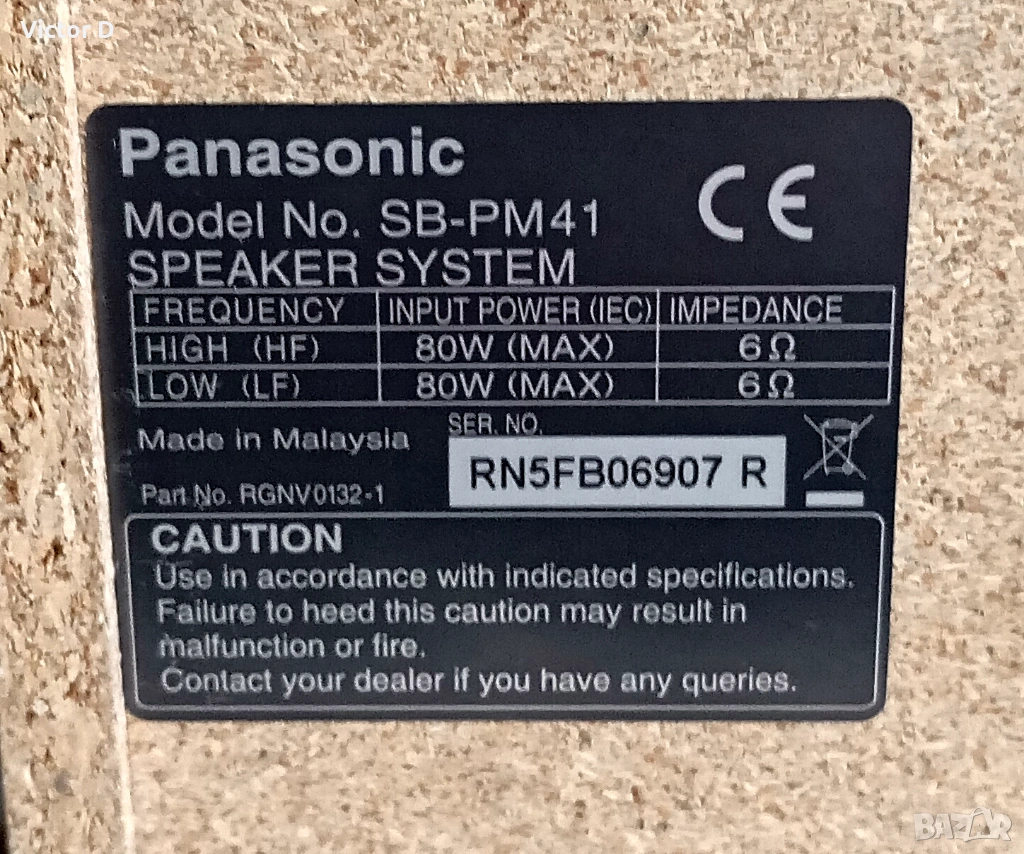 Victor.D
Panasonic
Model No. SB-PM41
CE
SPEAKER SYSTEM
FREQUENCY INPUT POWER (IEC) IMPEDANCE
HIGH (HF) 80W (MAX) 6Ω
LOW (LF) 80W (MAX) 6Ω
Made in Malaysia
SER. NO.
RN5FB06907 R
Part No. RGNV0132-1
CAUTION
Use in accordance with indicated specifications.
Failure to heed this caution may result in
malfunction or fire.
Contact your dealer if you have any queries.
BAZAR